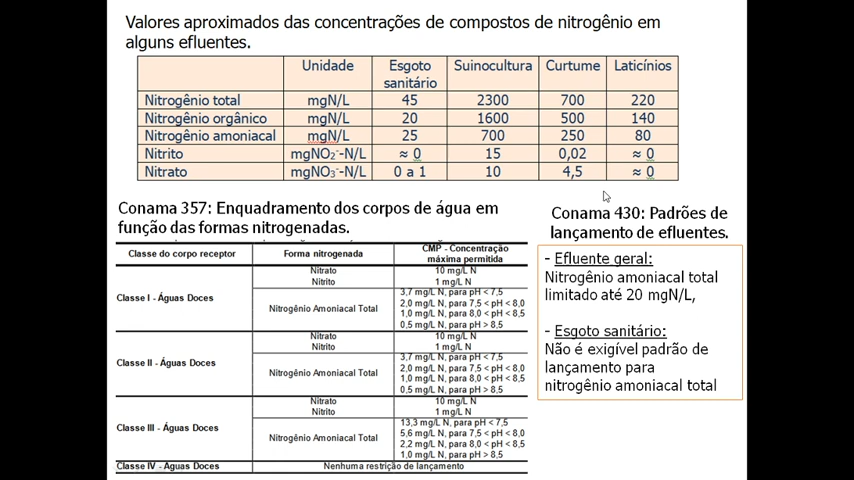 Valores aproximados das concentrações de compostos de nitrogênio em
alguns efluentes.
Unidade Esgoto sanitário Suinocultura Curtume Laticínios
Nitrogênio total mgN/L 45 2300 700 220
Nitrogênio orgânico mgN/L 20 1600 500 140
Nitrogênio amoniacal mgN/L 25 700 250 80
Nitrito mgNO2⁻-N/L ≈ 0 15 0,02 ≈ 0
Nitrato mgNO3⁻-N/L 0 a 1 10 4,5 ≈ 0
Conama 357: Enquadramento dos corpos de água em
função das formas nitrogenadas.
Classe do corpo receptor Forma nitrogenada CMP - Concentração máxima permitida
Nitrato 10 mg/L N
Nitrito 1 mg/L N
Classe I - Águas Doces Nitrogênio Amoniacal Total 3,7 mg/L N, para pH < 7,5
2,0 mg/L N, para 7,5 < pH < 8,0
1,0 mg/L N, para 8,0 < pH < 8,5
0,5 mg/L N, para pH > 8,5
Nitrato 10 mg/L N
Nitrito 1 mg/L N
Classe II - Águas Doces Nitrogênio Amoniacal Total 3,7 mg/L N, para pH < 7,5
2,0 mg/L N, para 7,5 < pH < 8,0
1,0 mg/L N, para 8,0 < pH < 8,5
0,5 mg/L N, para pH > 8,5
Nitrato 10 mg/L N
Nitrito 1 mg/L N
Classe III - Águas Doces Nitrogênio Amoniacal Total 13,3 mg/L N, para pH < 7,5
5,6 mg/L N, para 7,5 < pH < 8,0
2,2 mg/L N, para 8,0 < pH < 8,5
1,0 mg/L N, para pH > 8,5
Classe IV - Águas Doces Nenhuma restrição de lançamento
Conama 430: Padrões de
lançamento de efluentes.
- Efluente geral:
Nitrogênio amoniacal total
limitado até 20 mgN/L,
- Esgoto sanitário:
Não é exigível padrão de
lançamento para
nitrogênio amoniacal total